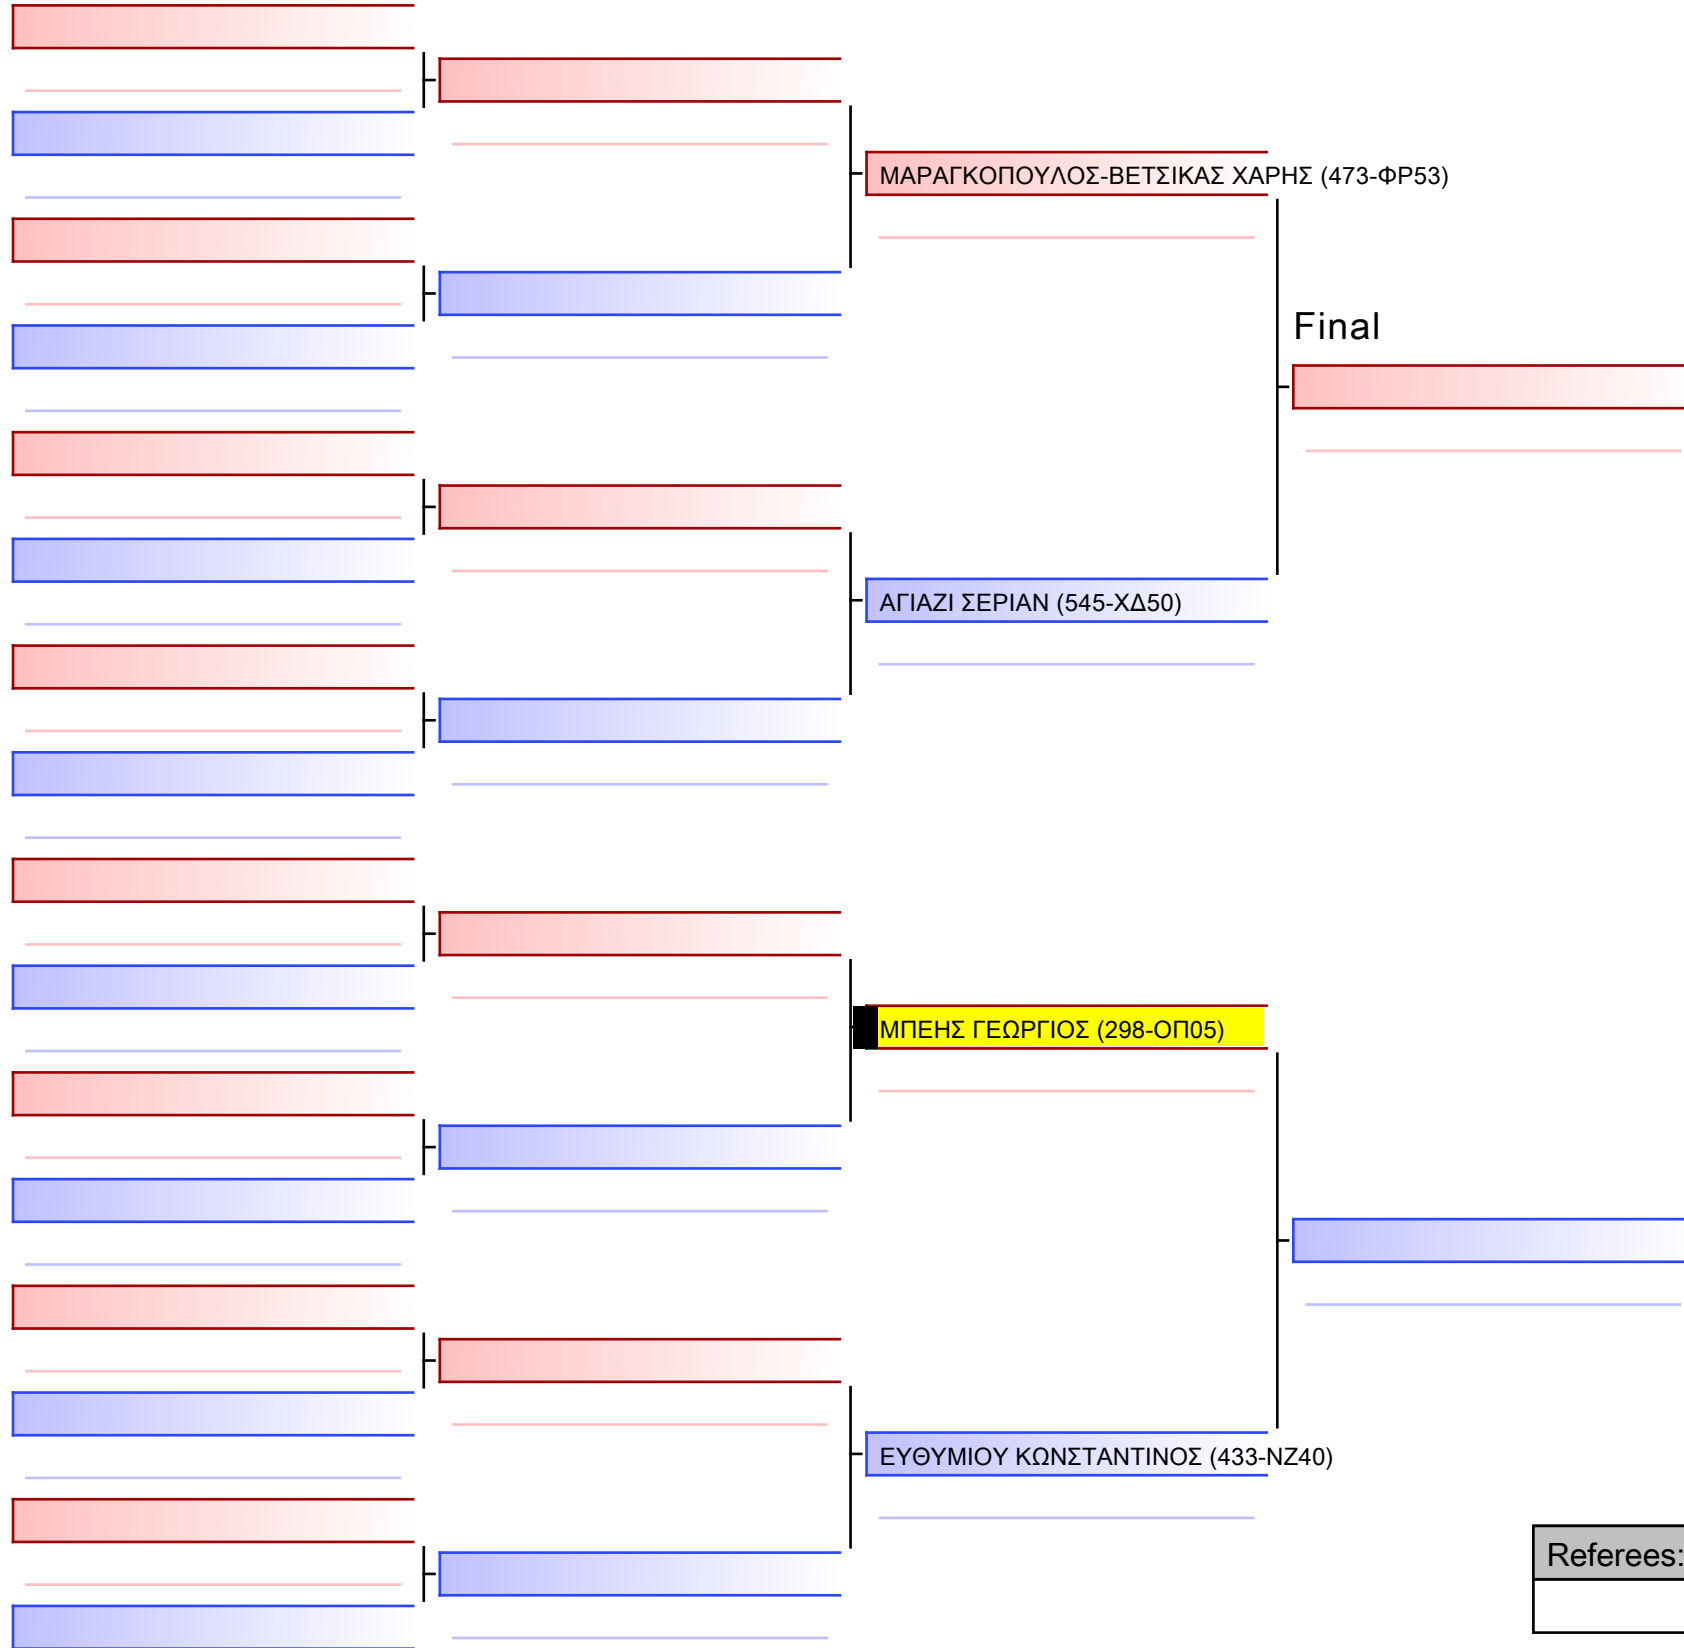 ΜΑΡΑΓΚΟΠΟΥΛΟΣ-ΒΕΤΣΙΚΑΣ ΧΑΡΗΣ (473-ΦΡ53)
Final
ΑΓΙΑΖΙ ΣΕΡΙΑΝ (545-ΧΔ50)
ΜΠΕΗΣ ΓΕΩΡΓΙΟΣ (298-ΟΠ05)
ΕΥΘΥΜΙΟΥ ΚΩΝΣΤΑΝΤΙΝΟΣ (433-ΝΖ40)
Referees: